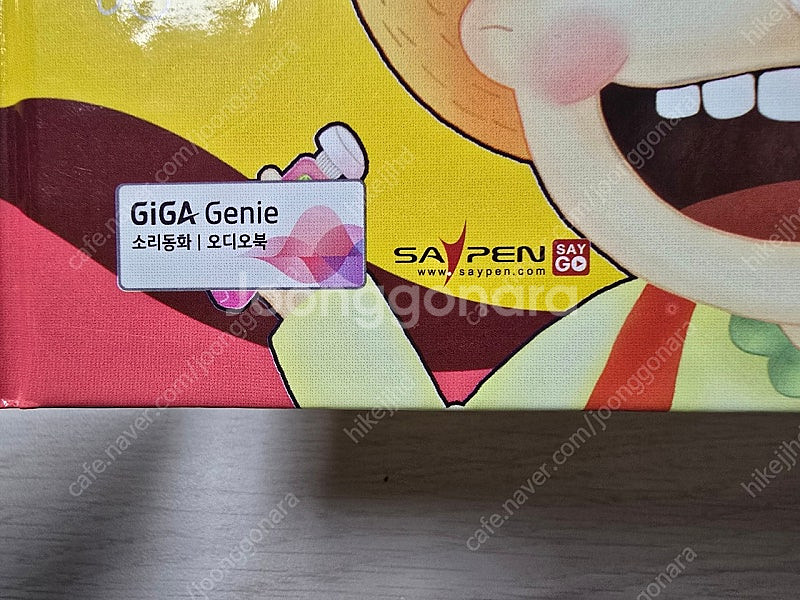 GiGA Genie
소리동화 | 오디오북
SAYPEN SAY GO
www.saypen.com
Joonggonara
cafe.naver.com/joonggonara
hikejjhu